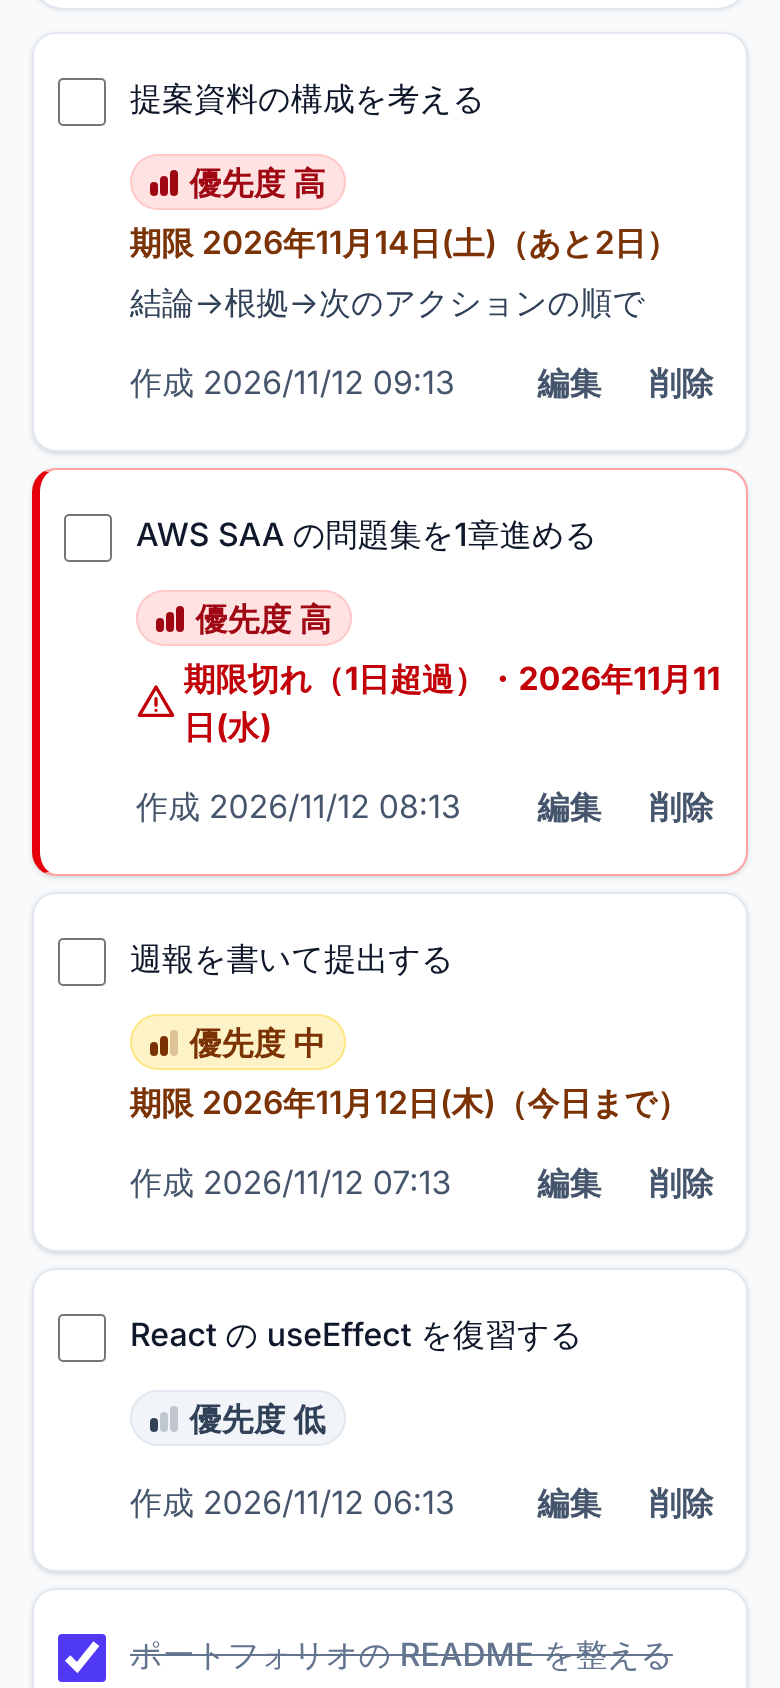 提案資料の構成を考える
優先度 高
期限 2026年11月14日(土)（あと2日）
結論→根拠→次のアクションの順で
作成 2026/11/12 09:13 編集 削除
AWS SAA の問題集を1章進める
優先度 高
期限切れ（1日超過）・2026年11月11
日(水)
作成 2026/11/12 08:13 編集 削除
週報を書いて提出する
優先度 中
期限 2026年11月12日(木)（今日まで）
作成 2026/11/12 07:13 編集 削除
React の useEffect を復習する
優先度 低
作成 2026/11/12 06:13 編集 削除
ポートフォリオの README を整える